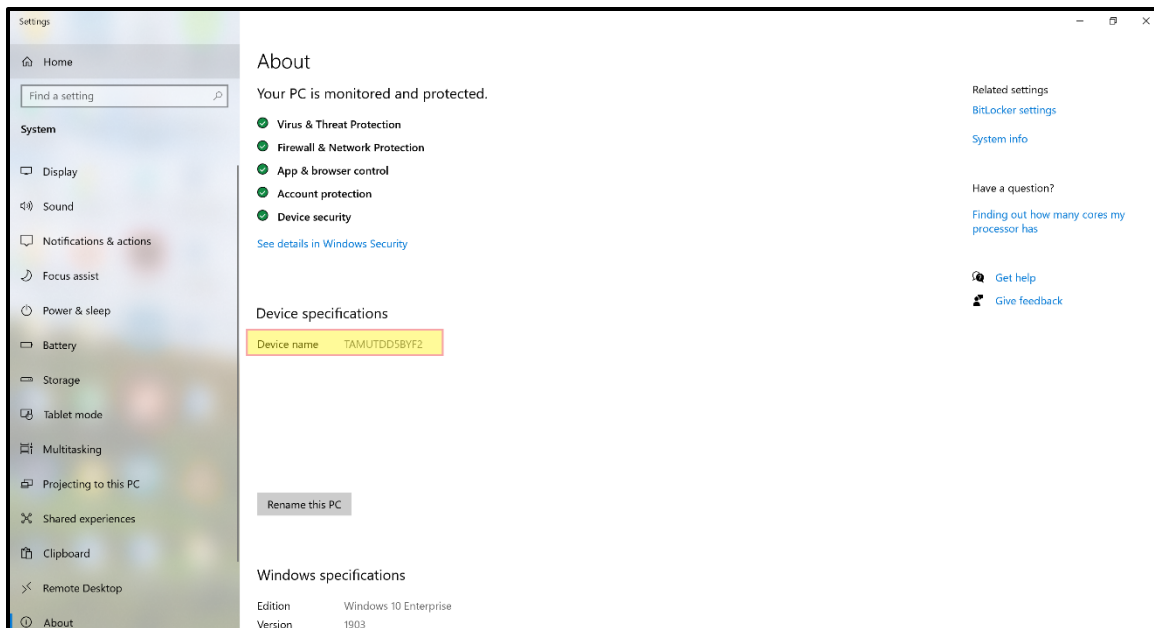 Settings
Home
Find a setting
System
Display
Sound
Notifications & actions
Focus assist
Power & sleep
Battery
Storage
Tablet mode
Multitasking
Projecting to this PC
Shared experiences
Clipboard
Remote Desktop
About
About
Your PC is monitored and protected.
Virus & Threat Protection
Firewall & Network Protection
App & browser control
Account protection
Device security
See details in Windows Security
Device specifications
Device name TAMUTDD5BYF2
Rename this PC
Windows specifications
Edition Windows 10 Enterprise
Version 1903
Related settings
BitLocker settings
System info
Have a question?
Finding out how many cores my
processor has
Get help
Give feedback